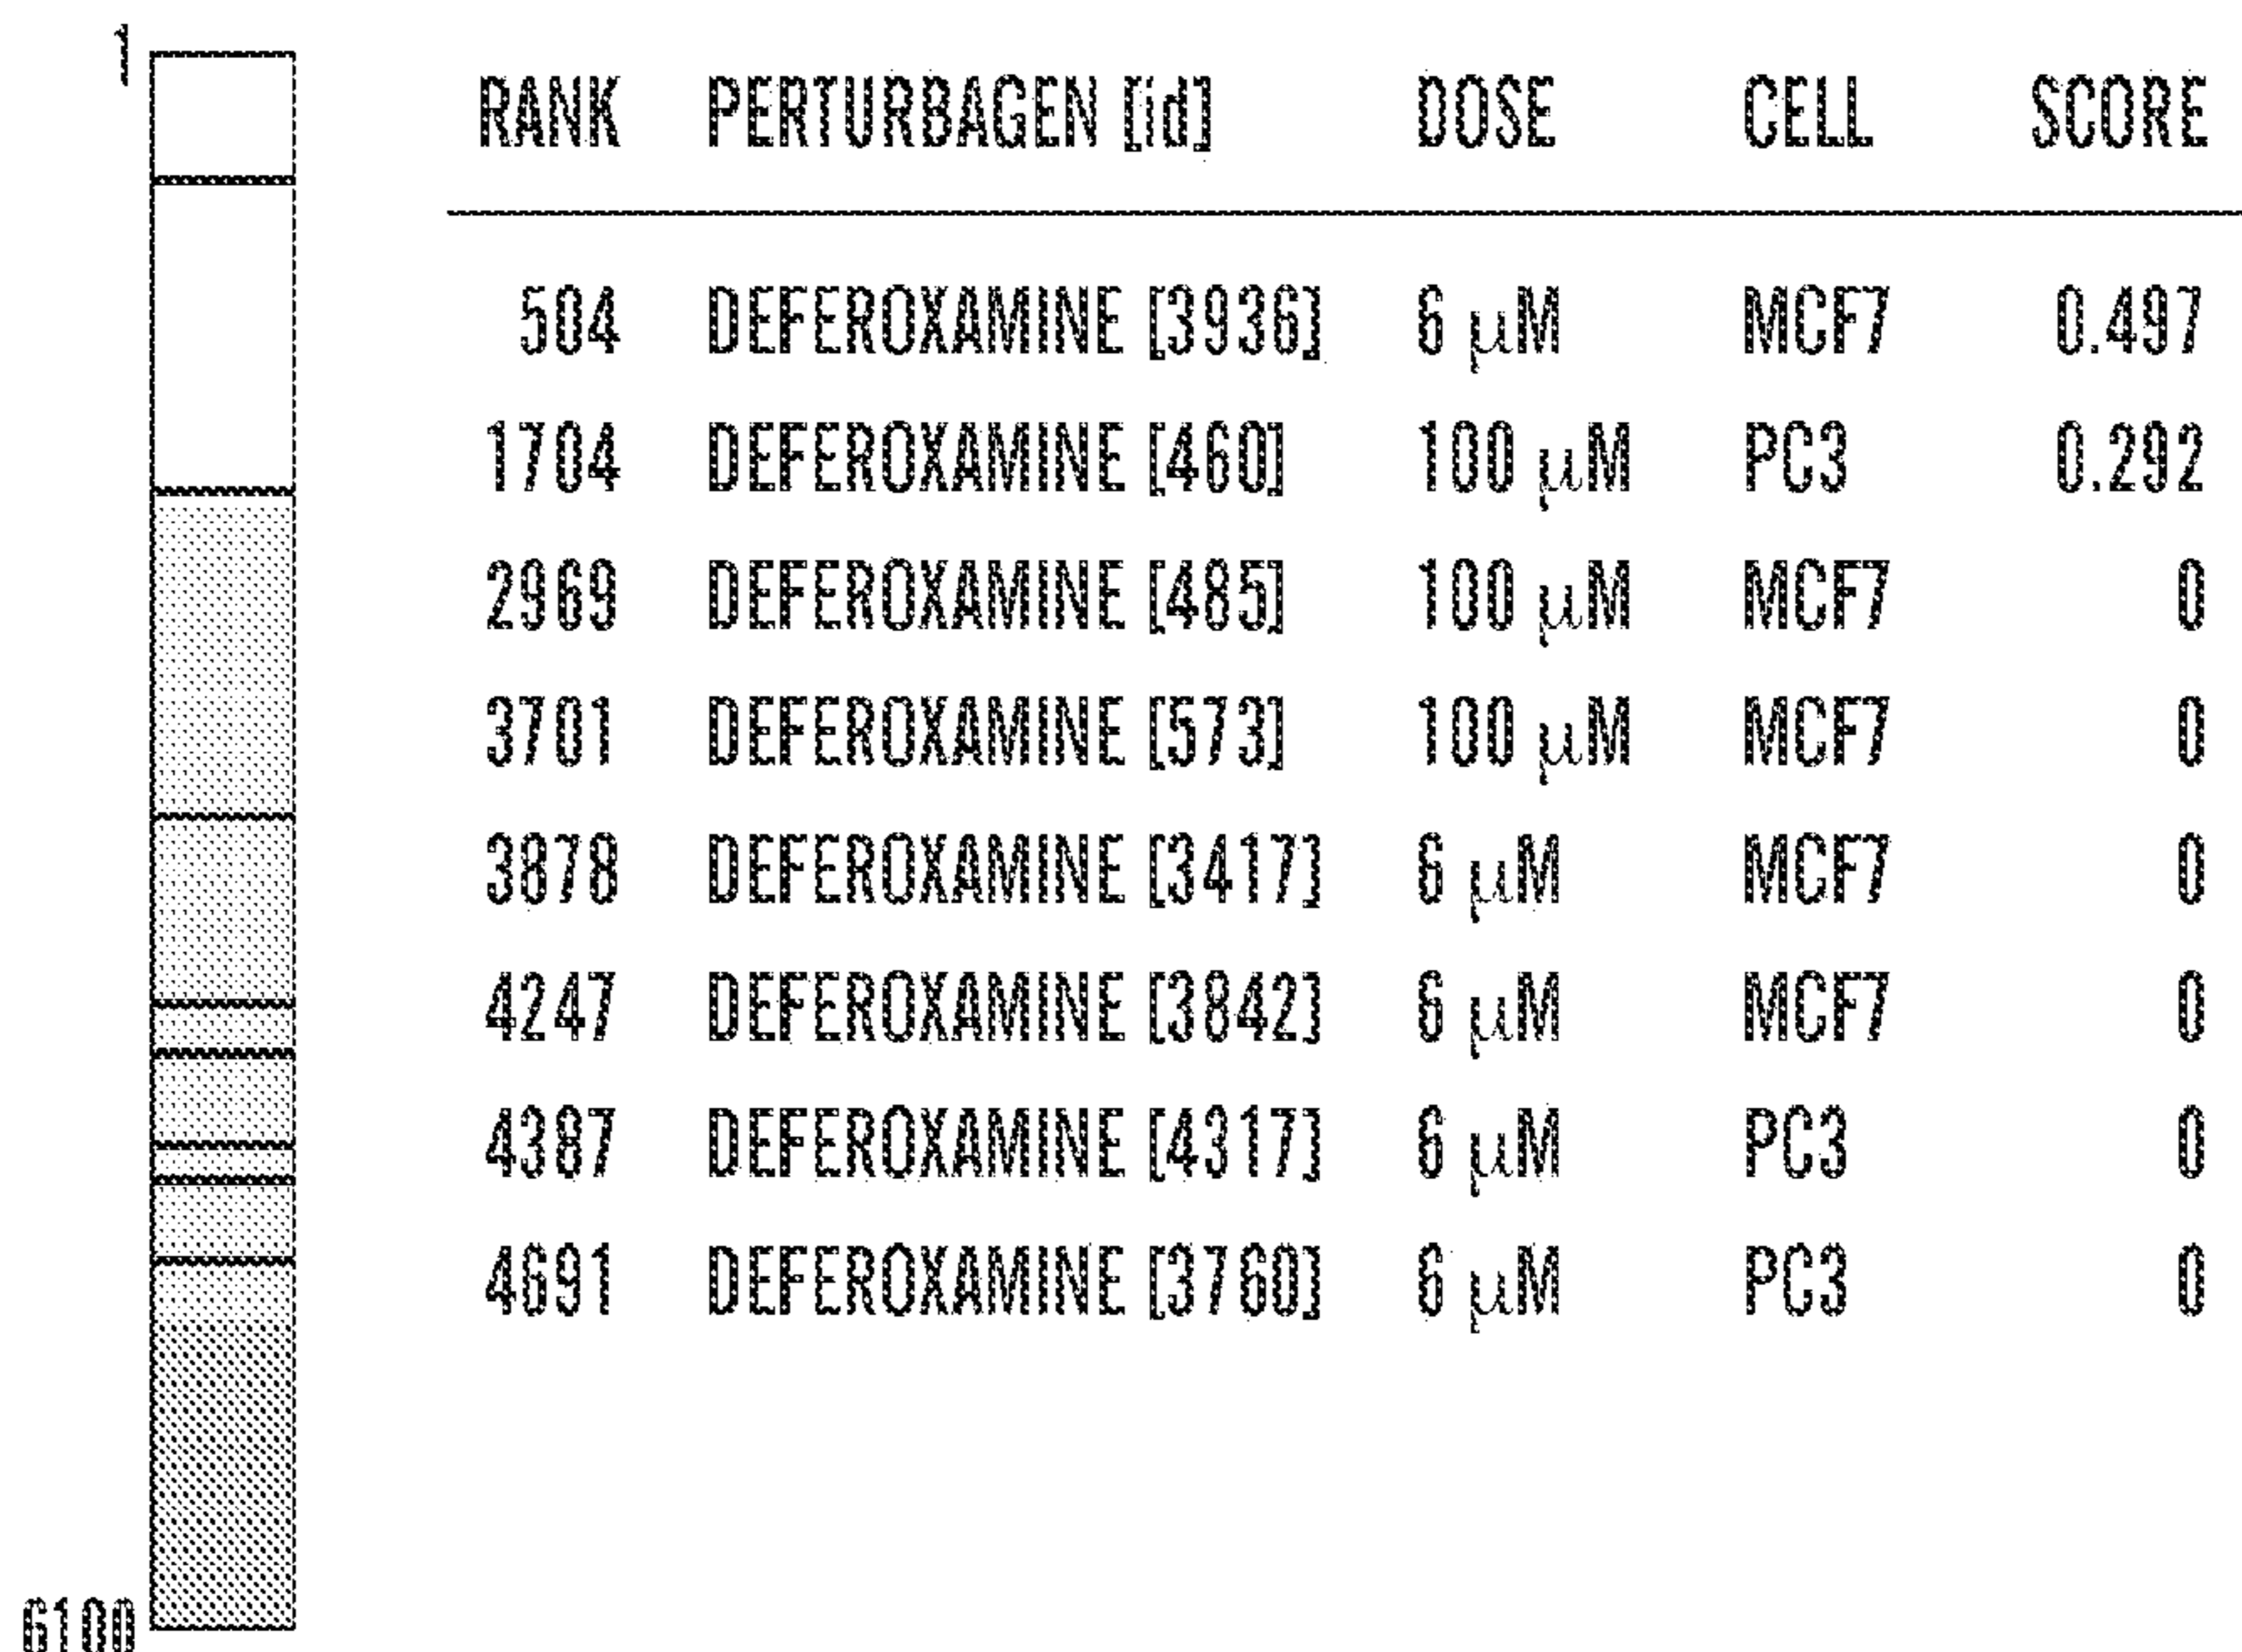 1
RANK PERTURBAGEN [id] DOSE CELL SCORE
504 DEFEROXAMINE [3936] 6 µM MCF7 0.497
1704 DEFEROXAMINE [460] 100 µM PC3 0.292
2969 DEFEROXAMINE [485] 100 µM MCF7 0
3701 DEFEROXAMINE [573] 100 µM MCF7 0
3878 DEFEROXAMINE [3417] 6 µM MCF7 0
4247 DEFEROXAMINE [3842] 6 µM MCF7 0
4387 DEFEROXAMINE [4317] 6 µM PC3 0
4691 DEFEROXAMINE [3760] 6 µM PC3 0
6100